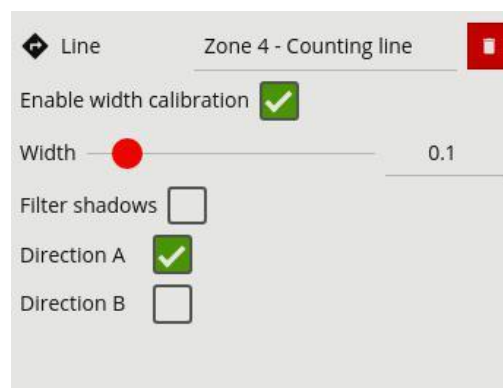 Line Zone 4 - Counting line
Enable width calibration
Width 0.1
Filter shadows
Direction A
Direction B